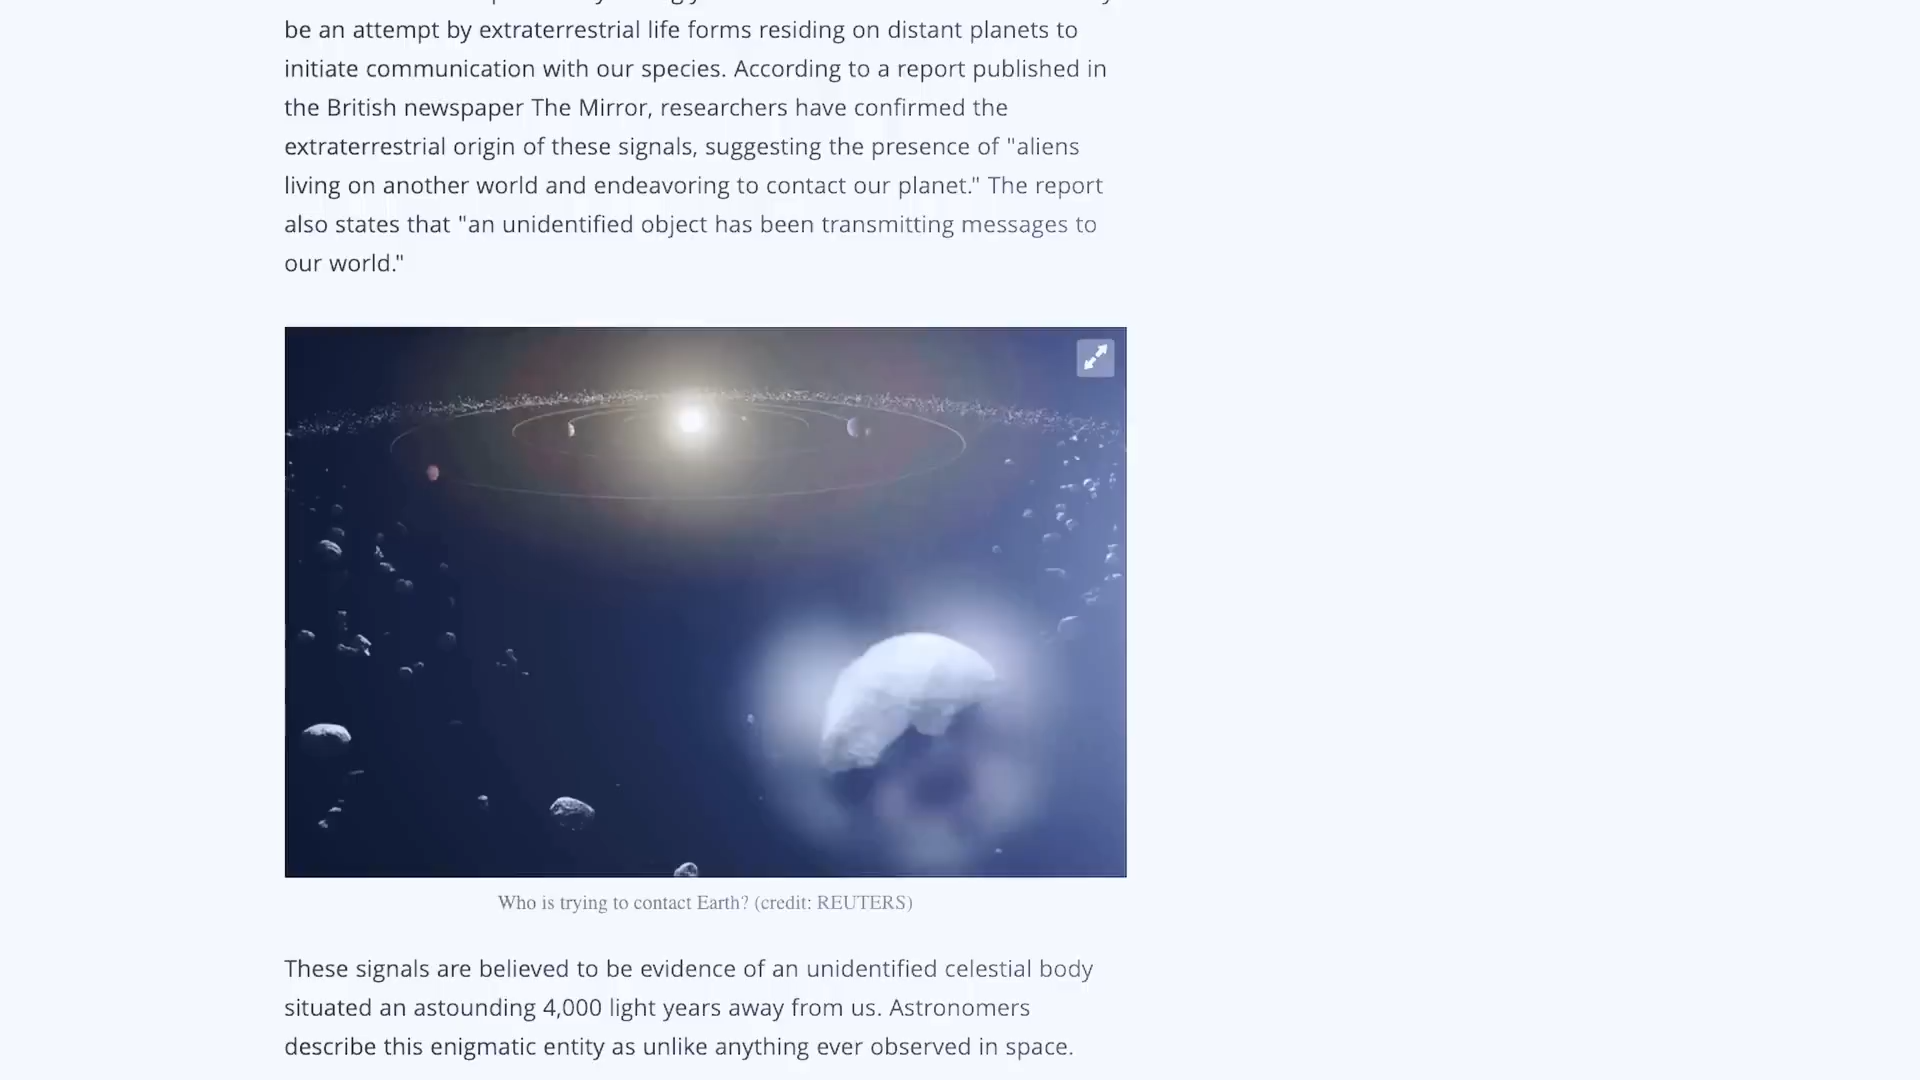 be an attempt by extraterrestrial life forms residing on distant planets to
initiate communication with our species. According to a report published in
the British newspaper The Mirror, researchers have confirmed the
extraterrestrial origin of these signals, suggesting the presence of "aliens
living on another world and endeavoring to contact our planet." The report
also states that "an unidentified object has been transmitting messages to
our world."
Who is trying to contact Earth? (credit: REUTERS)
These signals are believed to be evidence of an unidentified celestial body
situated an astounding 4,000 light years away from us. Astronomers
describe this enigmatic entity as unlike anything ever observed in space.